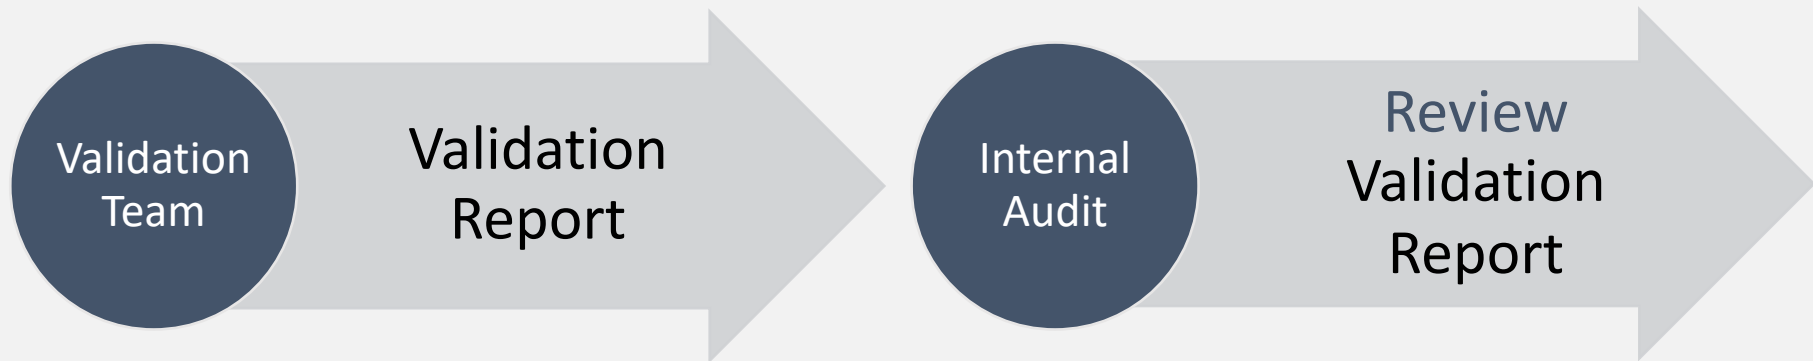 Validation
Team
Validation
Report
Internal
Audit
Review
Validation
Report